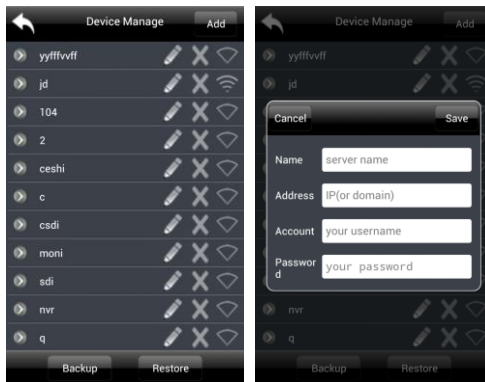 Device Manage Add
yyfffvvff
jd
104
2
ceshi
c
csdi
moni
sdi
nvr
q
Backup Restore
Device Manage Add
yyfffvvff
jd
Cancel Save
Name server name
Address IP(or domain)
Account your username
Passwor
d your password
nvr
q
Backup Restore